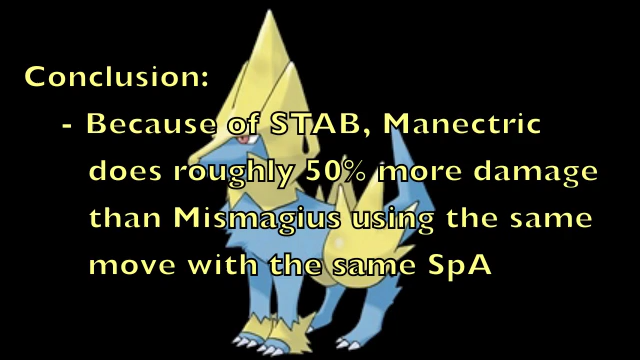 Conclusion:
- Because of STAB, Manectric
does roughly 50% more damage
than Mismagius using the same
move with the same SpA